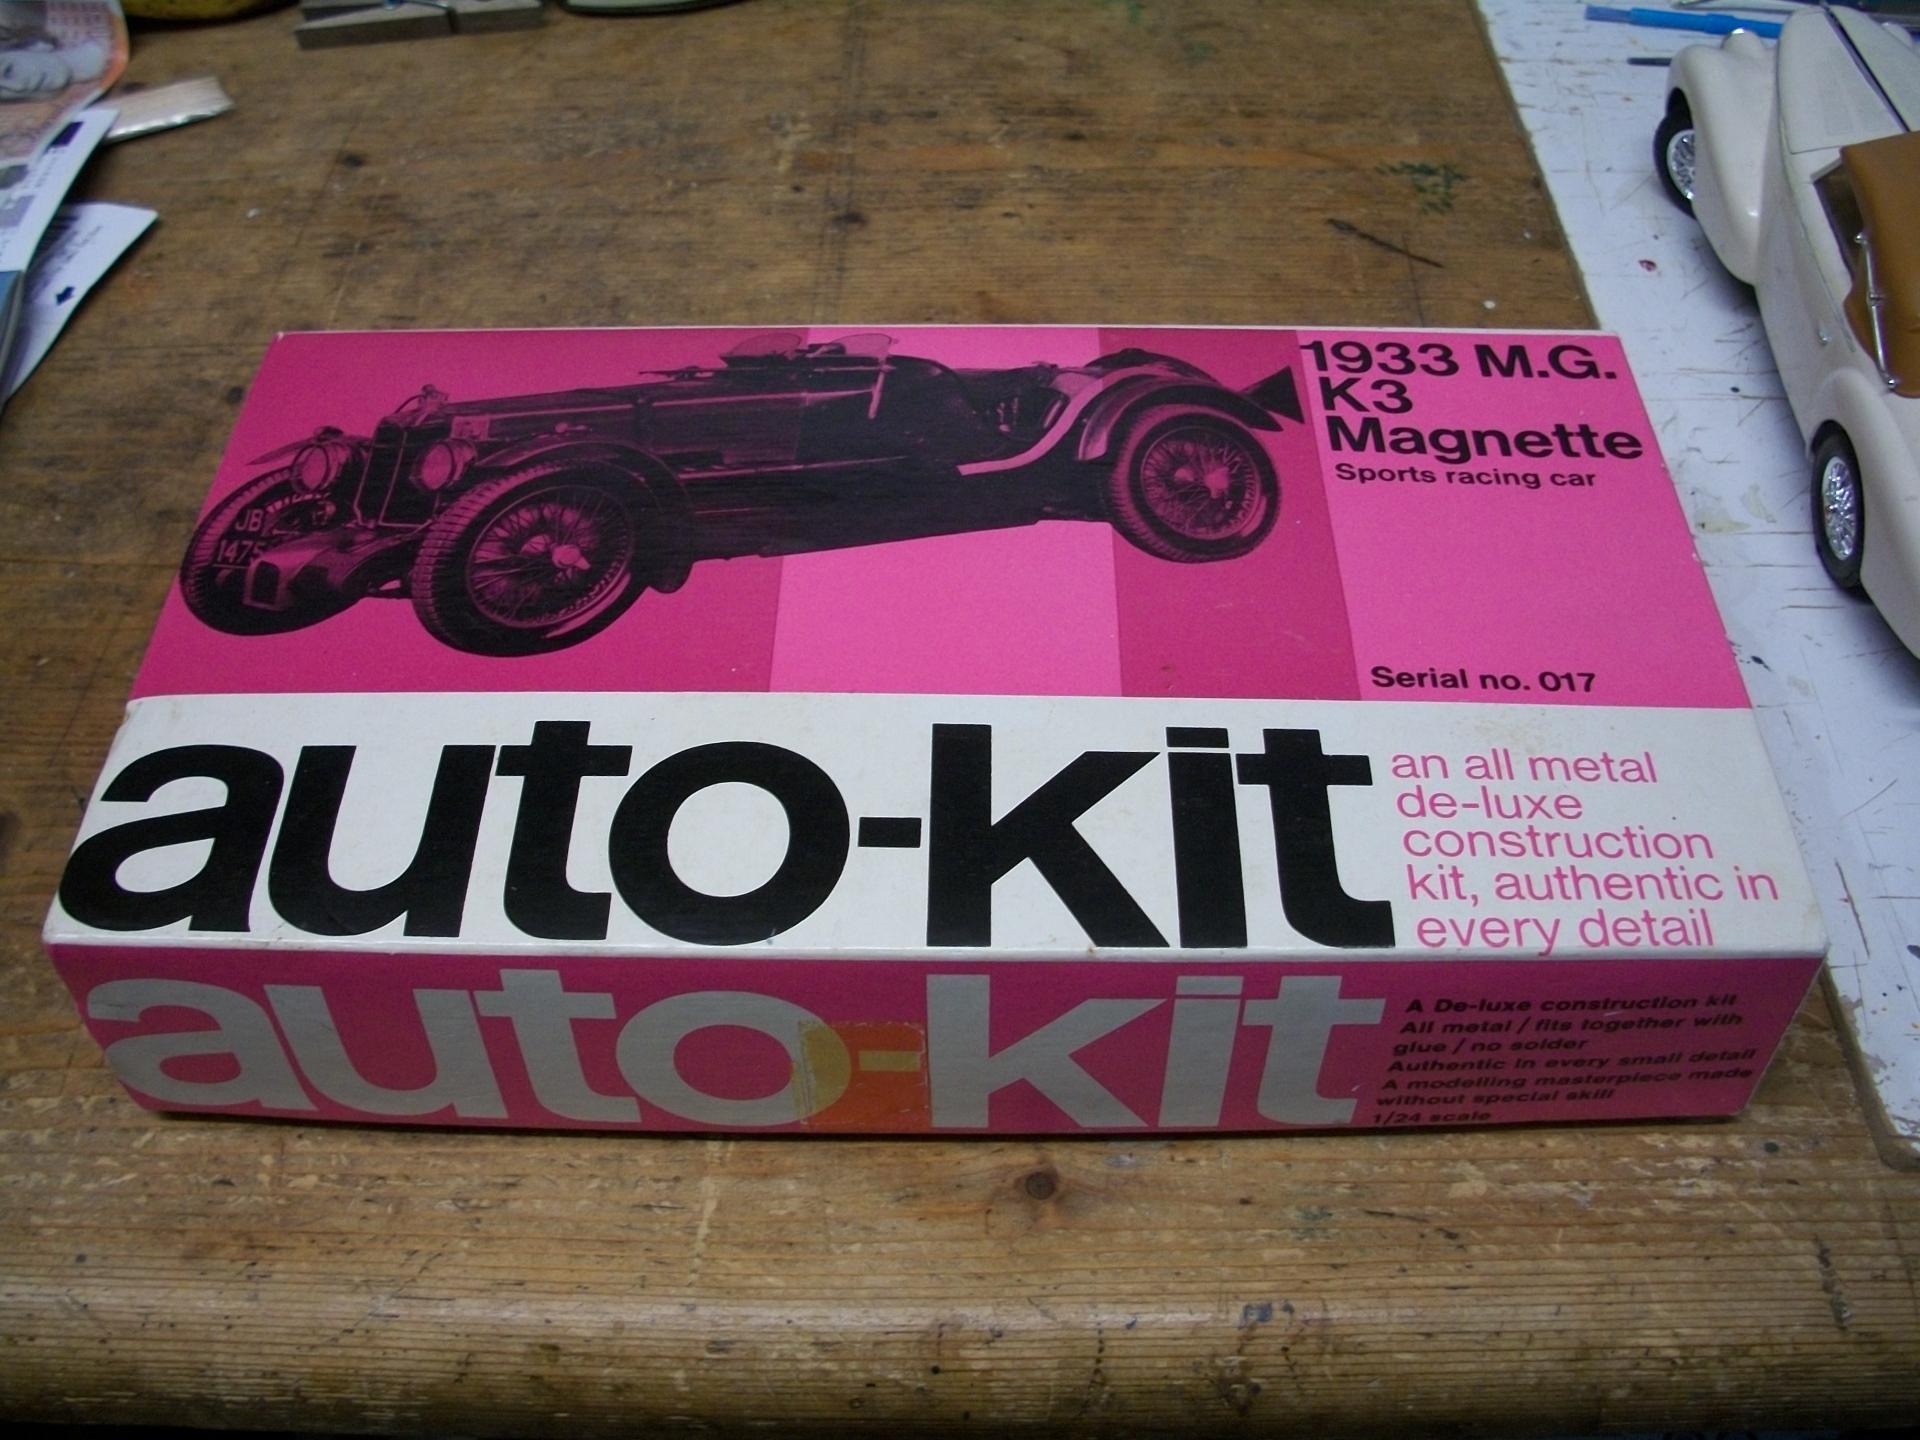 1933 M.G.
K3
Magnette
Sports racing car
JB
1475
Serial no. 017
auto-kit
an all metal
de-luxe
construction
kit, authentic in
every detail
auto-kit
A De-luxe construction kit
All metal / fits together with
glue / no solder
Authentic in every small detail
A modelling masterpiece made
without special skill
1/24 scale